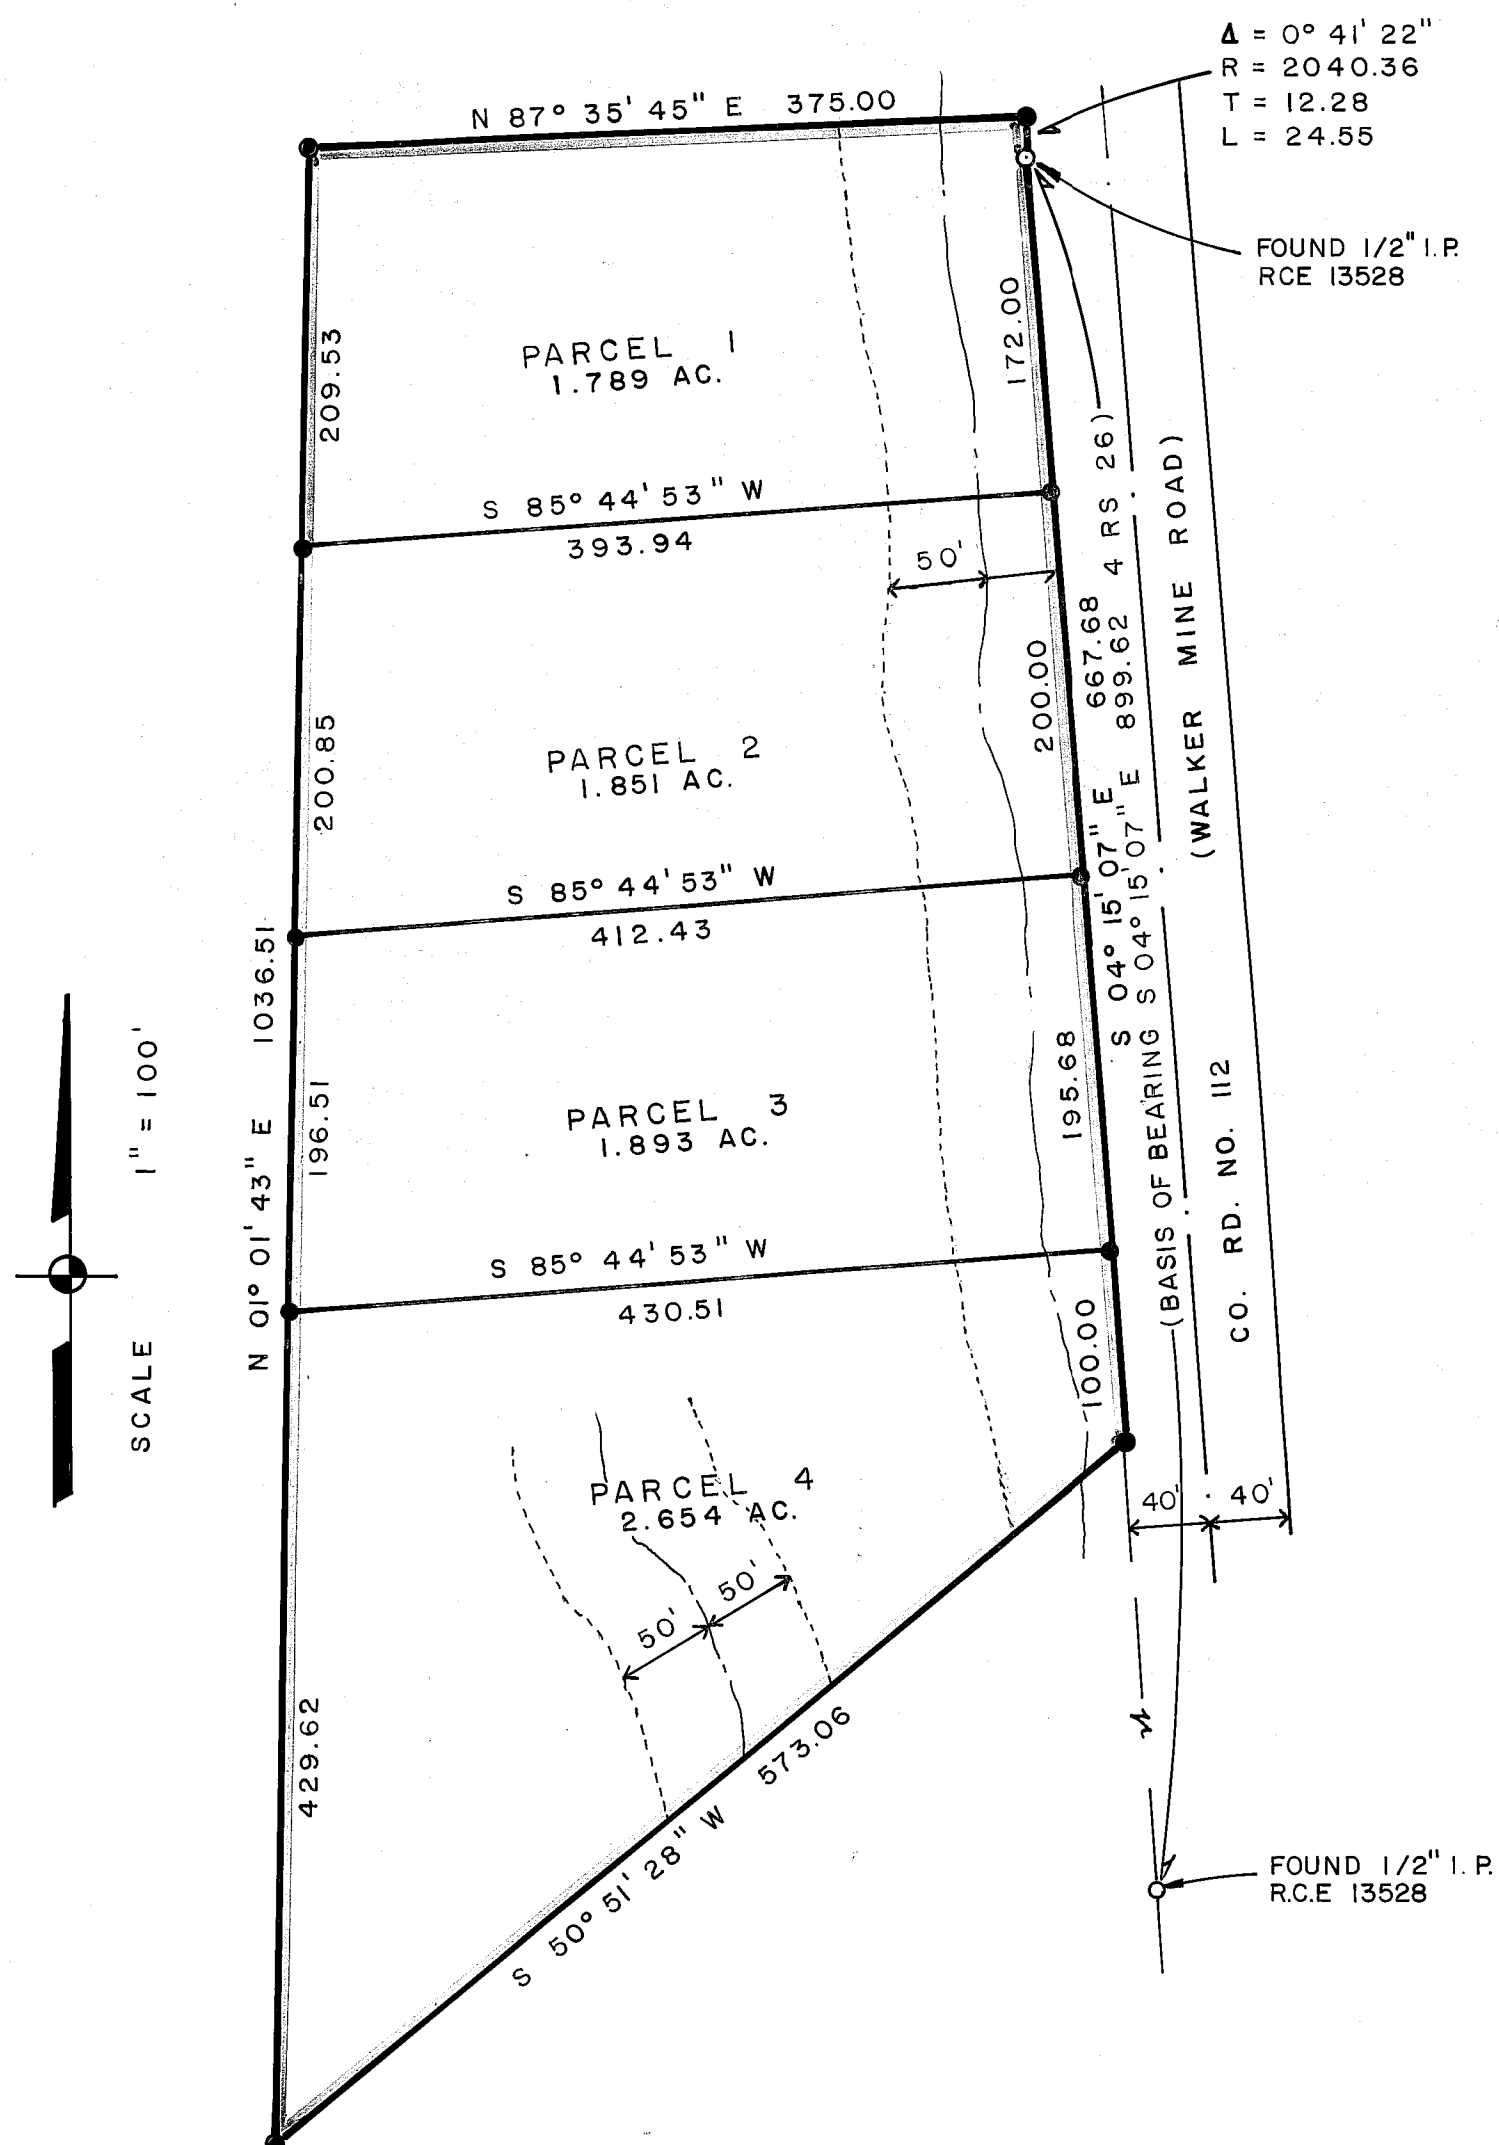 Δ = 0° 41' 22"
R = 2040.36
T = 12.28
L = 24.55
N 87° 35' 45" E 375.00
FOUND 1/2" I.P.
RCE 13528
209.53
PARCEL 1
1.789 AC.
172.00
S 85° 44' 53" W
393.94
50'
200.85
PARCEL 2
1.851 AC.
200.00
S 85° 44' 53" W
412.43
N 01° 01' 43" E 1036.51
196.51
PARCEL 3
1.893 AC.
195.68
S 04° 15' 07" E 667.68
(BASIS OF BEARING S 04° 15' 07" E 899.62 4 RS 26)
(WALKER MINE ROAD)
CO. RD. NO. 112
SCALE 1" = 100'
S 85° 44' 53" W
430.51
100.00
PARCEL 4
2.654 AC.
50'
50'
40'
40'
429.62
S 50° 51' 28" W 573.06
FOUND 1/2" I.P.
R.C.E 13528